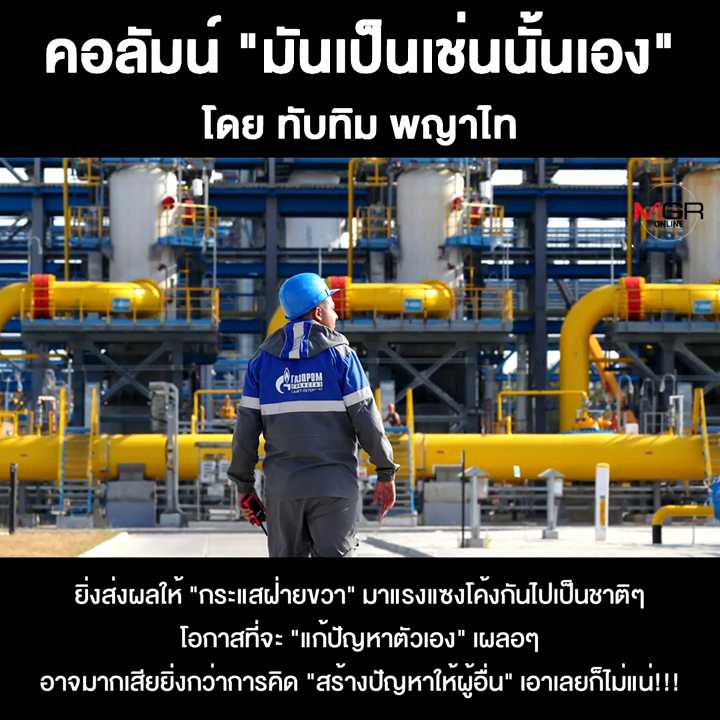 คอลัมน์ "มันเป็นเช่นนั้นเอง"
โดย ทับทิม พญาไท
MGR
ONLINE
ГАЗПРОМ
ТРАНСГАЗ
САНКТ-ПЕТЕРБУРГ
ยิ่งส่งผลให้ "กระแสฝ่ายขวา" มาแรงแซงโค้งกันไปเป็นชาติๆ
โอกาสที่จะ "แก้ปัญหาตัวเอง" เผลอๆ
อาจมากเสียยิ่งกว่าการคิด "สร้างปัญหาให้ผู้อื่น" เอาเลยก็ไม่แน่!!!